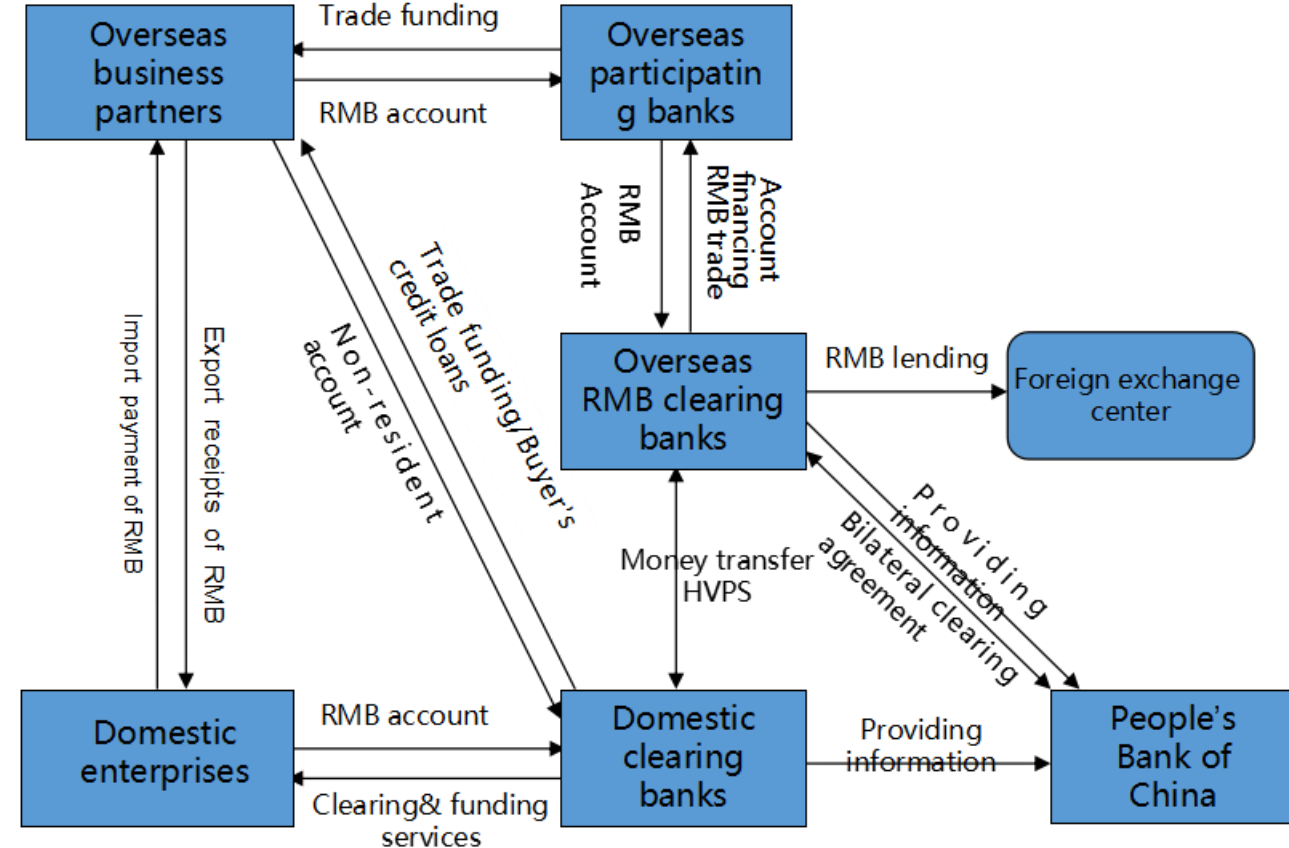 Overseas
business
partners
Trade funding
RMB account
Overseas
participatin
g banks
RMB
Account
Account
financing
RMB trade
Import payment of RMB
Export receipts of RMB
Non-resident
account
Trade funding/Buyer's
credit loans
Overseas
RMB clearing
banks
RMB lending
Foreign exchange
center
Money transfer
HVPS
Providing
information
Bilateral clearing
agreement
Domestic
enterprises
RMB account
Clearing& funding
services
Domestic
clearing
banks
Providing
information
People's
Bank of
China